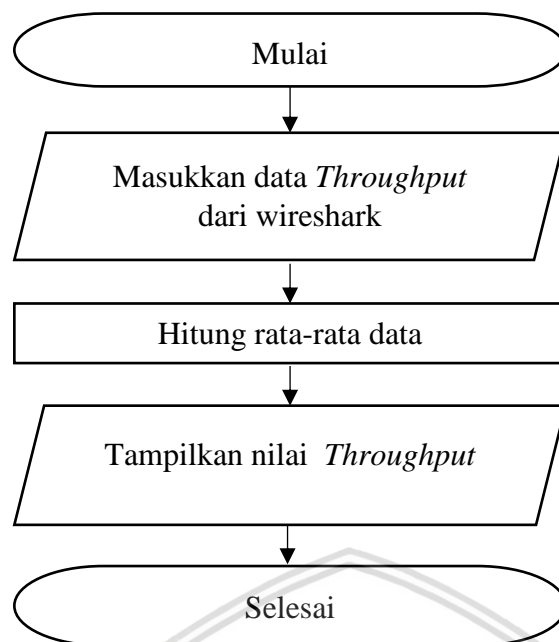 Mulai
Masukkan data Throughput
dari wireshark
Hitung rata-rata data
Tampilkan nilai Throughput
Selesai